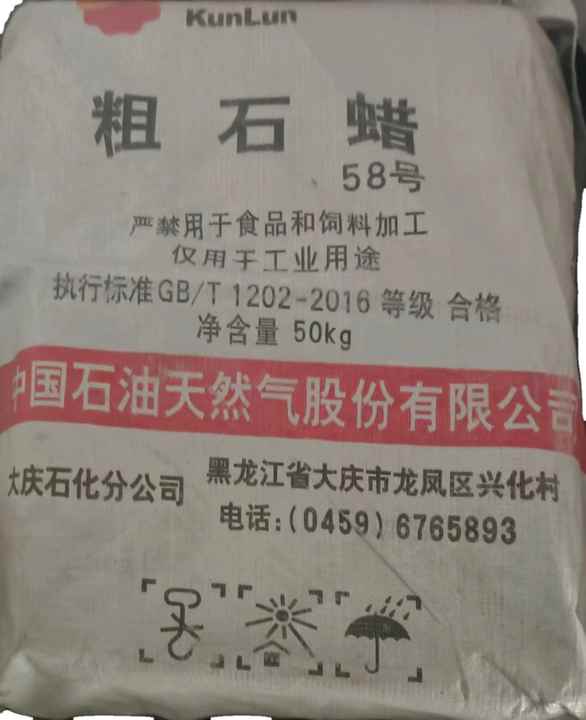 KunLun
粗石蜡
58号
严禁用于食品和饲料加工
仅用于工业用途
执行标准GB/T 1202-2016 等级 合格
净含量 50kg
中国石油天然气股份有限公司
大庆石化分公司 黑龙江省大庆市龙凤区兴化村
电话:(0459) 6765893